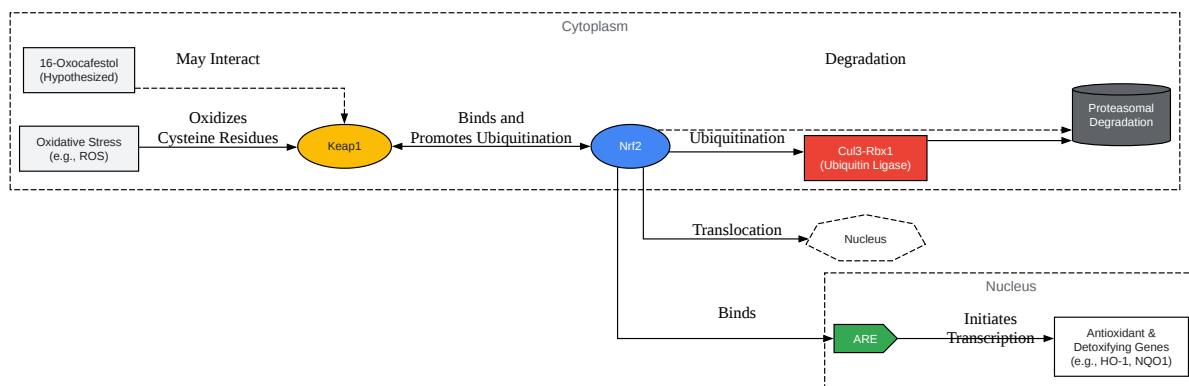 Cytoplasm
16-Oxocafestol
(Hypothesized)
May Interact
Degradation
Oxidative Stress
(e.g., ROS)
Oxidizes
Cysteine Residues
Keap1
Binds and
Promotes Ubiquitination
Nrf2
Ubiquitination
Cul3-Rbx1
(Ubiquitin Ligase)
Proteasomal
Degradation
Translocation
Nucleus
Nucleus
Binds
ARE
Initiates
Transcription
Antioxidant &
Detoxifying Genes
(e.g., HO-1, NQO1)